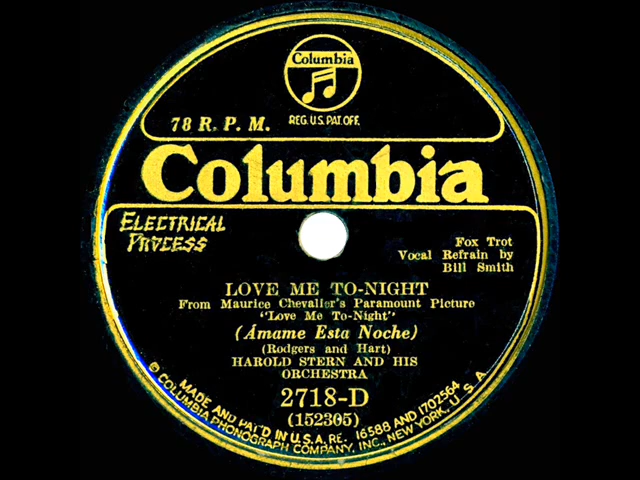 Columbia
REG. U.S. PAT. OFF.
78 R. P. M.
Columbia
ELECTRICAL
PROCESS
Fox Trot
Vocal Refrain by
Bill Smith
LOVE ME TO-NIGHT
From Maurice Chevalier's Paramount Picture
"Love Me To-Night"
(Ámame Esta Noche)
(Rodgers and Hart)
HAROLD STERN AND HIS
ORCHESTRA
2718-D
(152305)
MADE AND PAT'D IN U.S.A. RE. 16588 AND 1702564
© COLUMBIA PHONOGRAPH COMPANY, INC., NEW YORK, U.S.A.